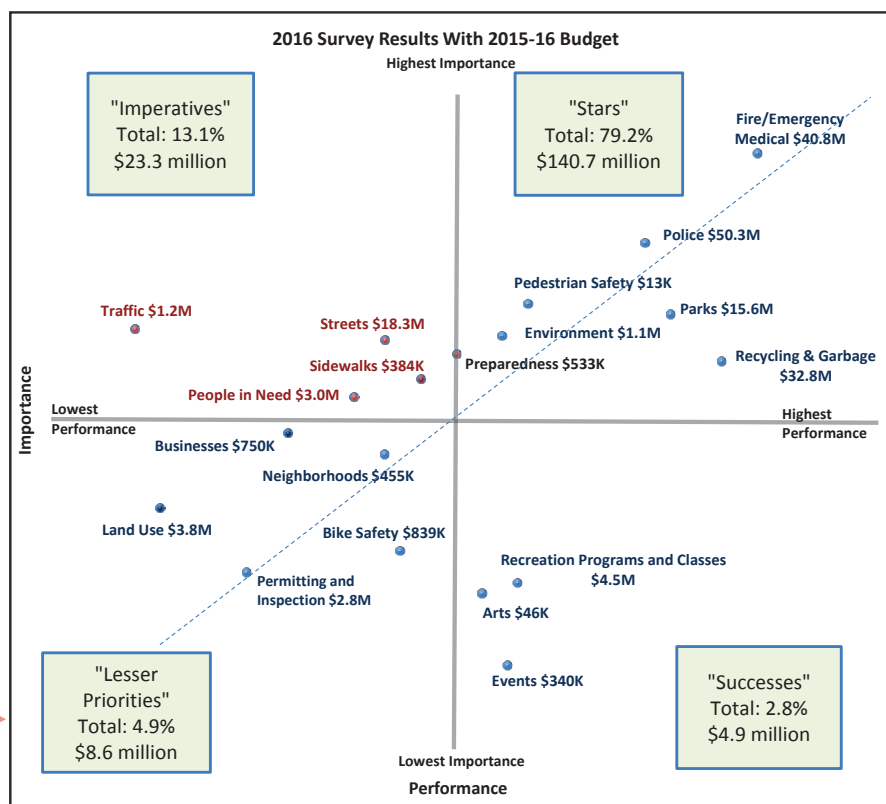 2016 Survey Results With 2015-16 Budget
Highest Importance
"Imperatives"
Total: 13.1%
$23.3 million
"Stars"
Total: 79.2%
$140.7 million
Fire/Emergency
Medical $40.8M
Police $50.3M
Pedestrian Safety $13K
Parks $15.6M
Traffic $1.2M
Streets $18.3M
Environment $1.1M
Sidewalks $384K
Preparedness $533K
Recycling & Garbage
$32.8M
People in Need $3.0M
Importance
Lowest
Performance
Highest
Performance
Businesses $750K
Neighborhoods $455K
Land Use $3.8M
Bike Safety $839K
Permitting and
Inspection $2.8M
Recreation Programs and Classes
$4.5M
Arts $46K
Events $340K
"Lesser
Priorities"
Total: 4.9%
$8.6 million
"Successes"
Total: 2.8%
$4.9 million
Lowest Importance
Performance